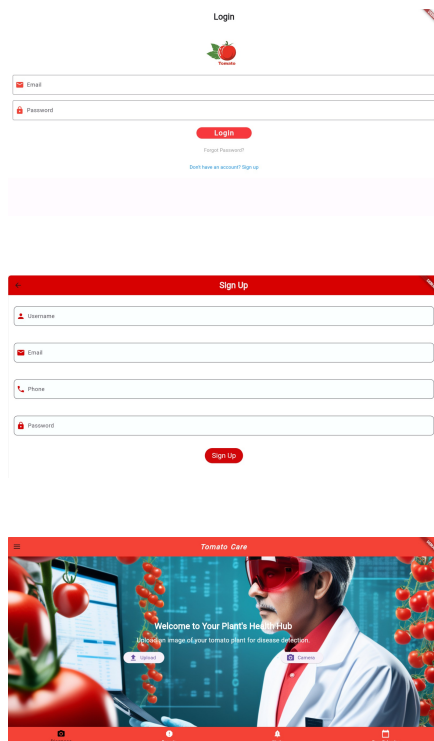 Login
Tomato
Email
Password
Login
Forgot Password?
Don't have an account? Sign up
Sign Up
Username
Email
Phone
Password
Sign Up
Tomato Care
Welcome to Your Plant's Health Hub
Upload an image of your tomato plant for disease detection.
Upload
Camera